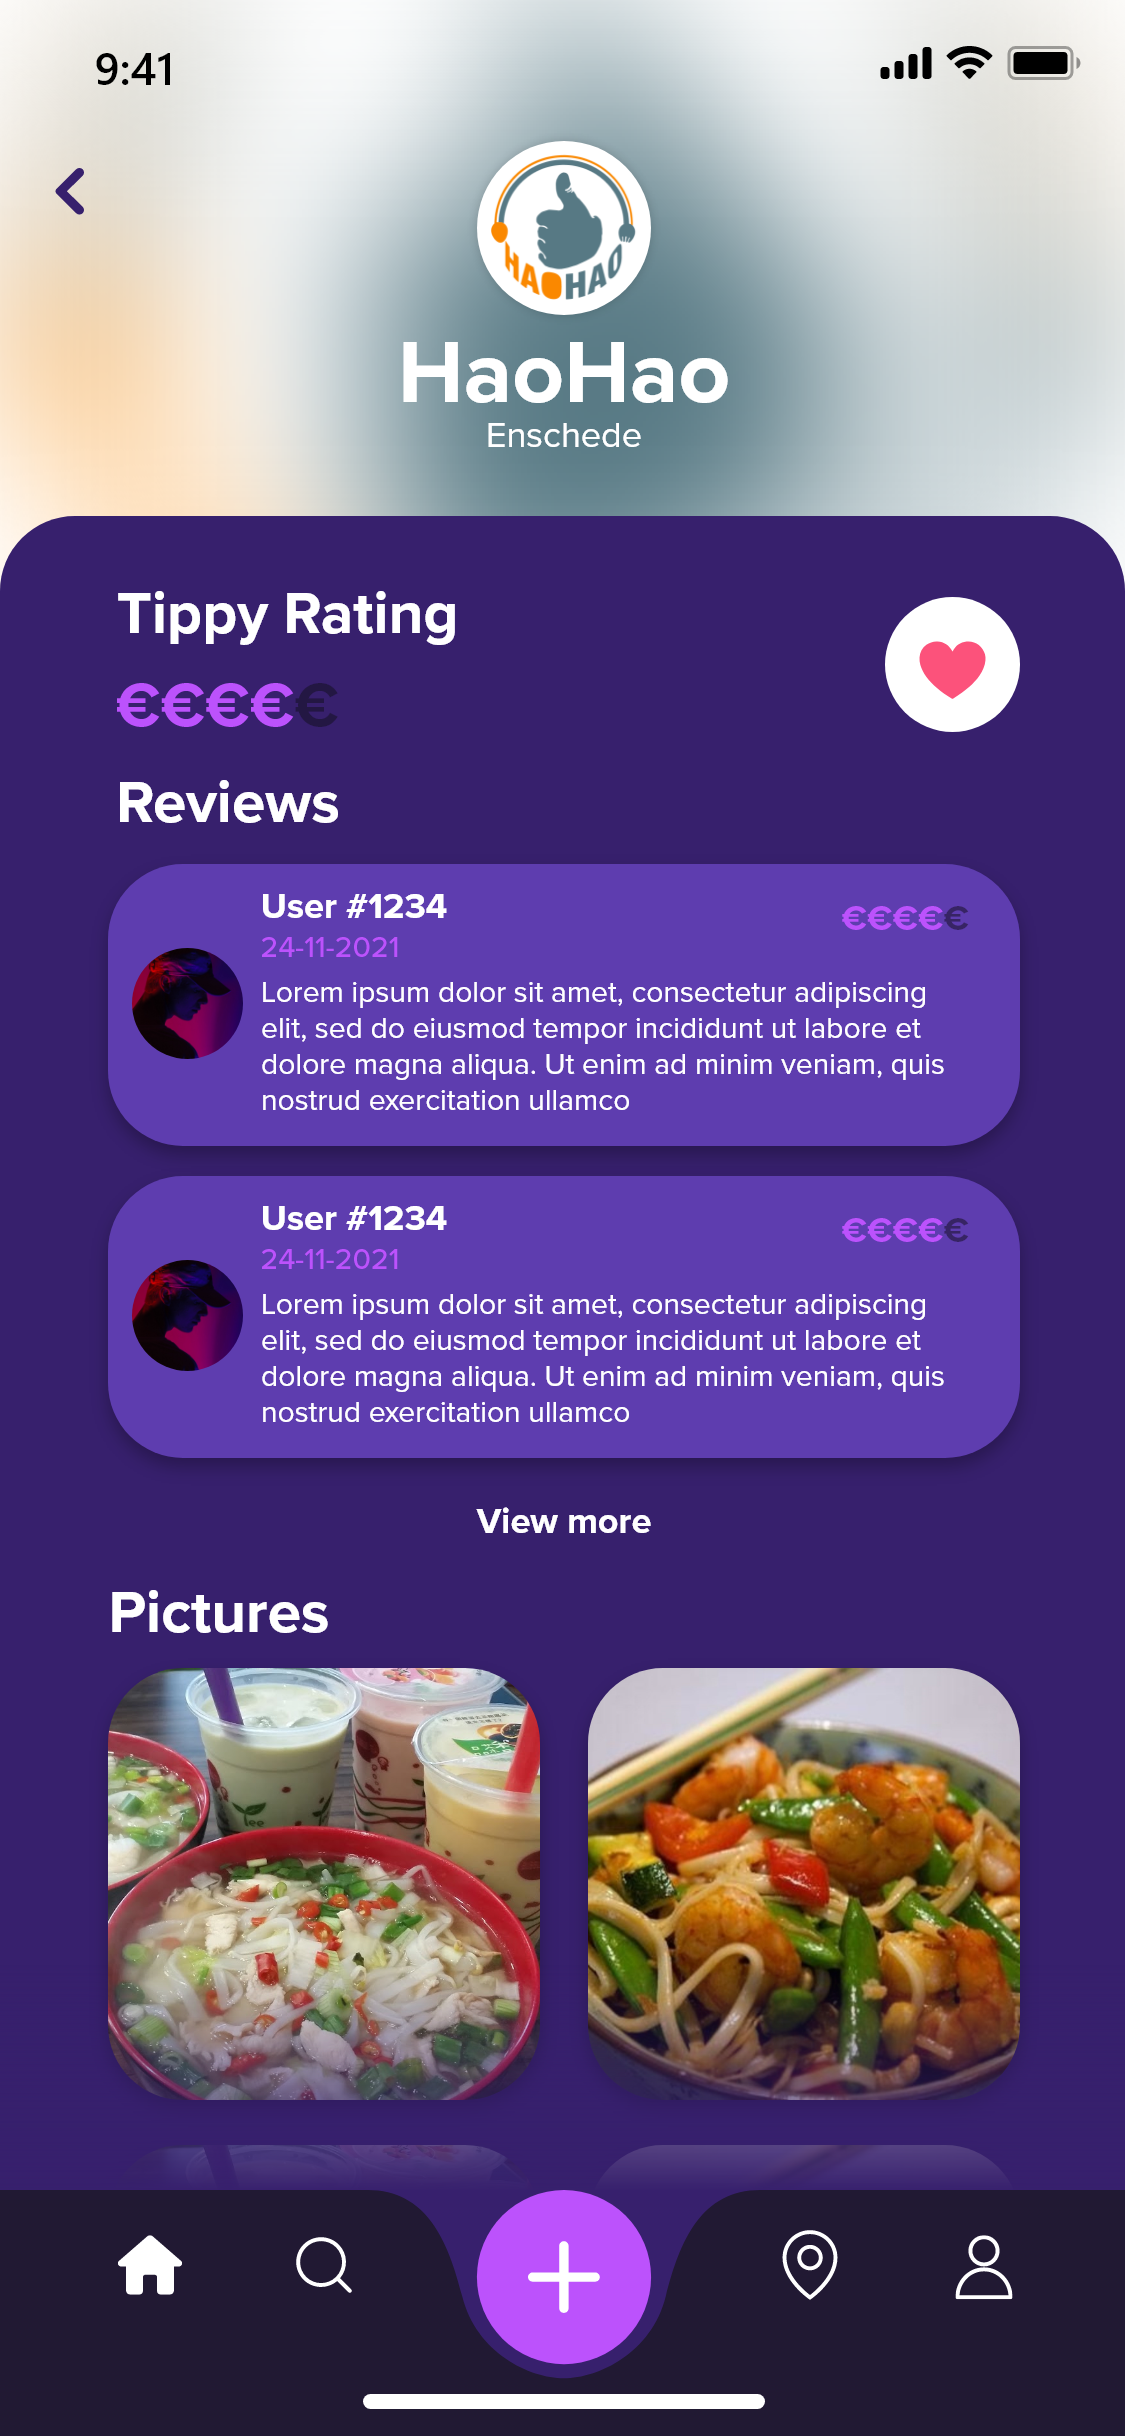 9:41
HAOHAO
HaoHao
Enschede
Tippy Rating
€€€€€
Reviews
User #1234
€€€€€
24-11-2021
Lorem ipsum dolor sit amet, consectetur adipiscing
elit, sed do eiusmod tempor incididunt ut labore et
dolore magna aliqua. Ut enim ad minim veniam, quis
nostrud exercitation ullamco
User #1234
€€€€€
24-11-2021
Lorem ipsum dolor sit amet, consectetur adipiscing
elit, sed do eiusmod tempor incididunt ut labore et
dolore magna aliqua. Ut enim ad minim veniam, quis
nostrud exercitation ullamco
View more
Pictures